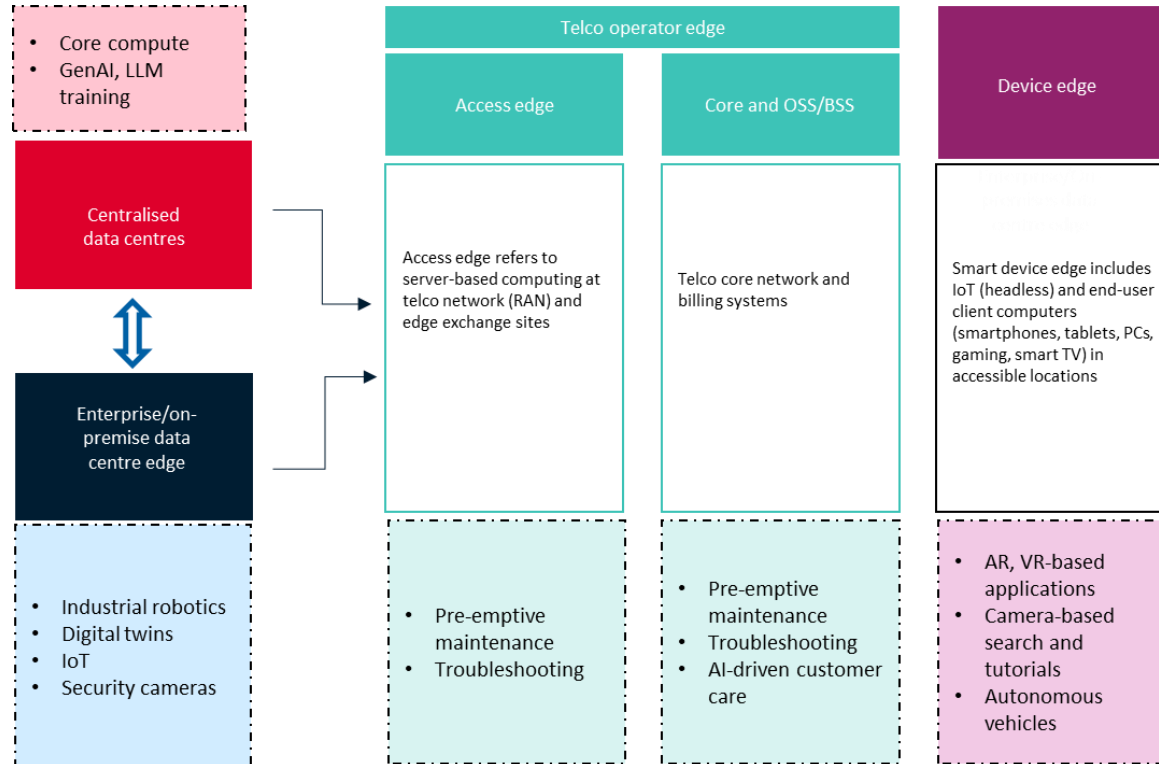 • Core compute
• GenAI, LLM
training
Centralised
data centres
Enterprise/on-
premise data
centre edge
• Industrial robotics
• Digital twins
• IoT
• Security cameras
Telco operator edge
Access edge
Access edge refers to
server-based computing at
telco network (RAN) and
edge exchange sites
• Pre-emptive
maintenance
• Troubleshooting
Core and OSS/BSS
Telco core network and
billing systems
• Pre-emptive
maintenance
• Troubleshooting
• AI-driven customer
care
Device edge
Smart device edge includes
IoT (headless) and end-user
client computers
(smartphones, tablets, PCs,
gaming, smart TV) in
accessible locations
• AR, VR-based
applications
• Camera-based
search and
tutorials
• Autonomous
vehicles